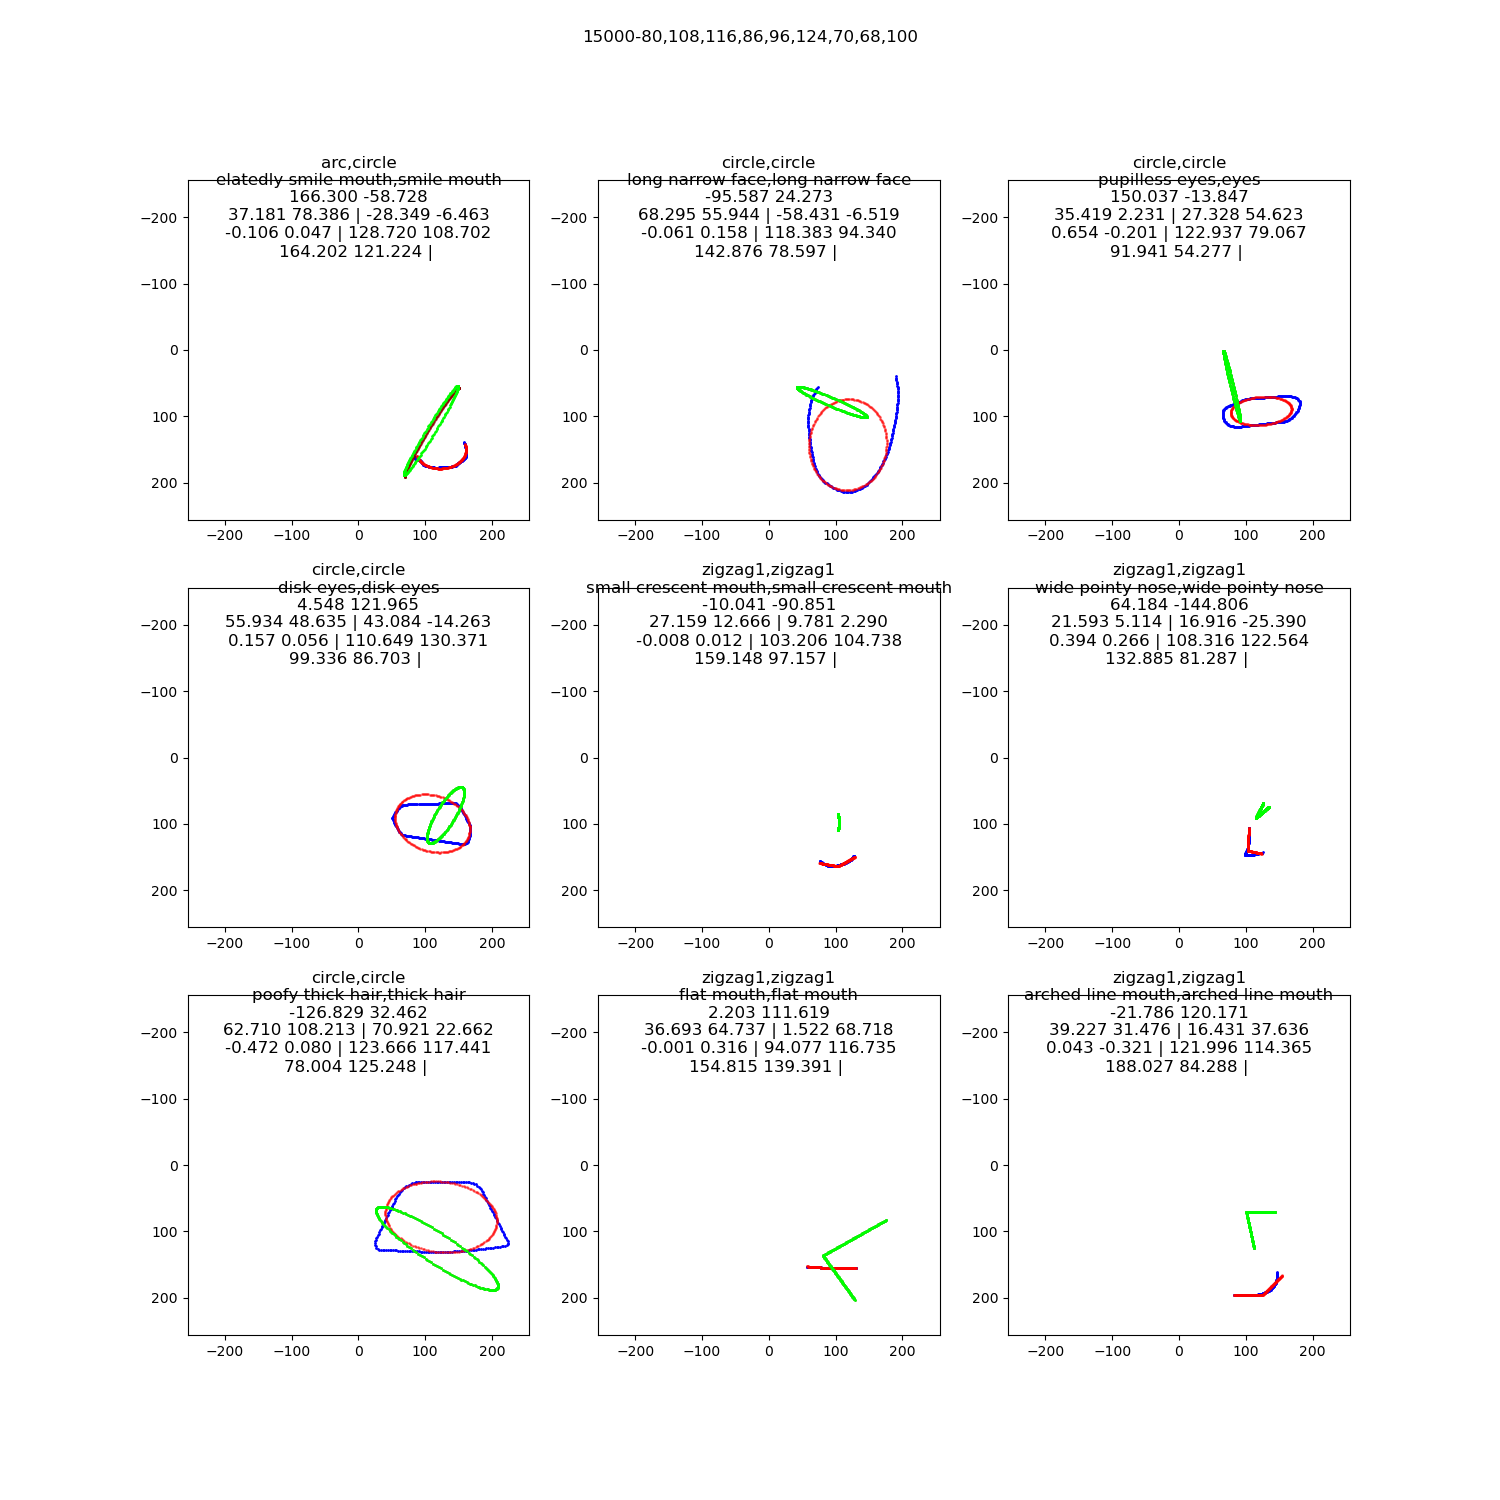 15000-80,108,116,86,96,124,70,68,100
arc,circle
elatedly smile mouth,smile mouth
166.300 -58.728
37.181 78.386 | -28.349 -6.463
-0.106 0.047 | 128.720 108.702
164.202 121.224 |
−200
−100
0
100
200
−200 −100 0 100 200
circle,circle
long narrow face,long narrow face
-95.587 24.273
68.295 55.944 | -58.431 -6.519
-0.061 0.158 | 118.383 94.340
142.876 78.597 |
−200
−100
0
100
200
−200 −100 0 100 200
circle,circle
pupilless eyes,eyes
150.037 -13.847
35.419 2.231 | 27.328 54.623
0.654 -0.201 | 122.937 79.067
91.941 54.277 |
−200
−100
0
100
200
−200 −100 0 100 200
circle,circle
disk eyes,disk eyes
4.548 121.965
55.934 48.635 | 43.084 -14.263
0.157 0.056 | 110.649 130.371
99.336 86.703 |
−200
−100
0
100
200
−200 −100 0 100 200
zigzag1,zigzag1
small crescent mouth,small crescent mouth
-10.041 -90.851
27.159 12.666 | 9.781 2.290
-0.008 0.012 | 103.206 104.738
159.148 97.157 |
−200
−100
0
100
200
−200 −100 0 100 200
zigzag1,zigzag1
wide pointy nose,wide pointy nose
64.184 -144.806
21.593 5.114 | 16.916 -25.390
0.394 0.266 | 108.316 122.564
132.885 81.287 |
−200
−100
0
100
200
−200 −100 0 100 200
circle,circle
poofy thick hair,thick hair
-126.829 32.462
62.710 108.213 | 70.921 22.662
-0.472 0.080 | 123.666 117.441
78.004 125.248 |
−200
−100
0
100
200
−200 −100 0 100 200
zigzag1,zigzag1
flat mouth,flat mouth
2.203 111.619
36.693 64.737 | 1.522 68.718
-0.001 0.316 | 94.077 116.735
154.815 139.391 |
−200
−100
0
100
200
−200 −100 0 100 200
zigzag1,zigzag1
arched line mouth,arched line mouth
-21.786 120.171
39.227 31.476 | 16.431 37.636
0.043 -0.321 | 121.996 114.365
188.027 84.288 |
−200
−100
0
100
200
−200 −100 0 100 200